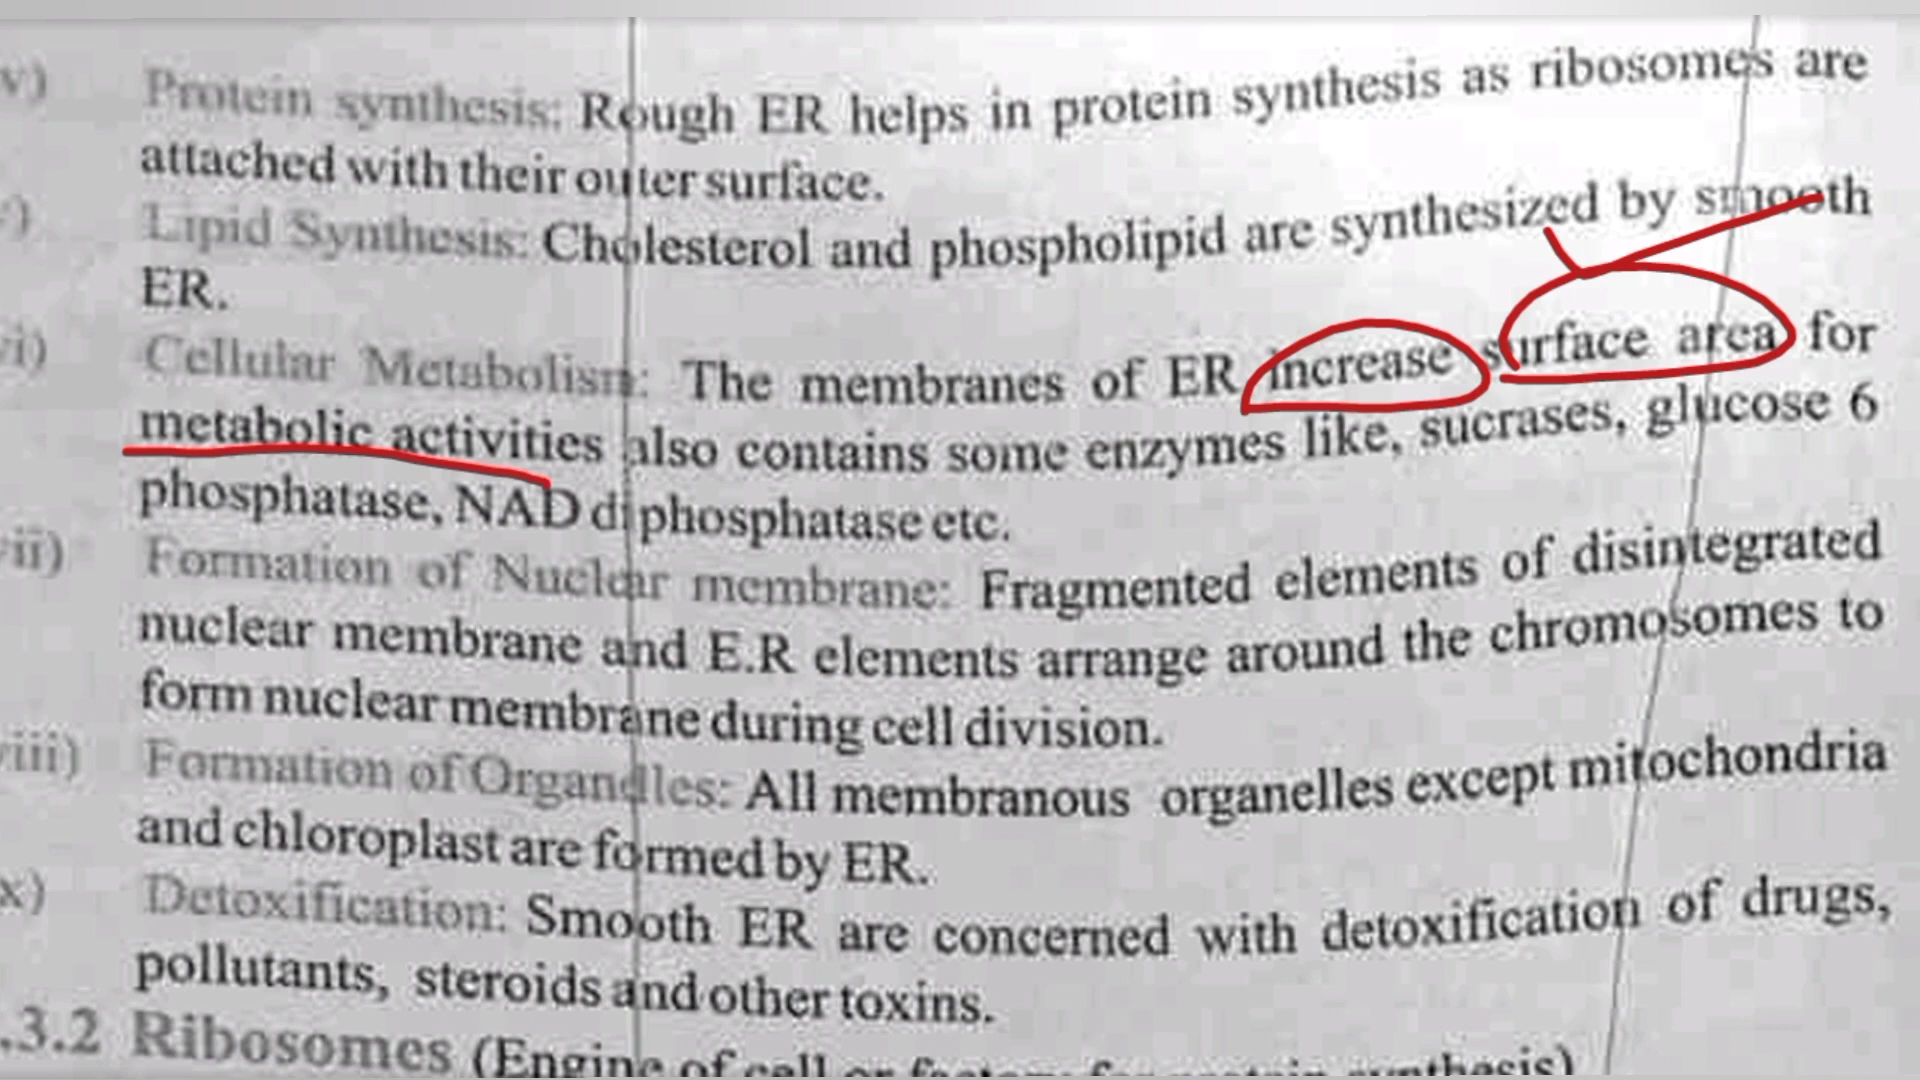 v) Protein synthesis: Rough ER helps in protein synthesis as ribosomes are
attached with their outer surface.
) Lipid Synthesis: Cholesterol and phospholipid are synthesized by smooth
ER.
vi) Cellular Metabolism: The membranes of ER increase surface area for
metabolic activities also contains some enzymes like, sucrases, glucose 6
phosphatase, NAD diphosphatase etc.
ii) Formation of Nuclear membrane: Fragmented elements of disintegrated
nuclear membrane and E.R elements arrange around the chromosomes to
form nuclear membrane during cell division.
viii) Formation of Organelles: All membranous organelles except mitochondria
and chloroplast are formed by ER.
x) Detoxification: Smooth ER are concerned with detoxification of drugs,
pollutants, steroids and other toxins.
.3.2 Ribosomes (Engine of cell or factory for protein synthesis)